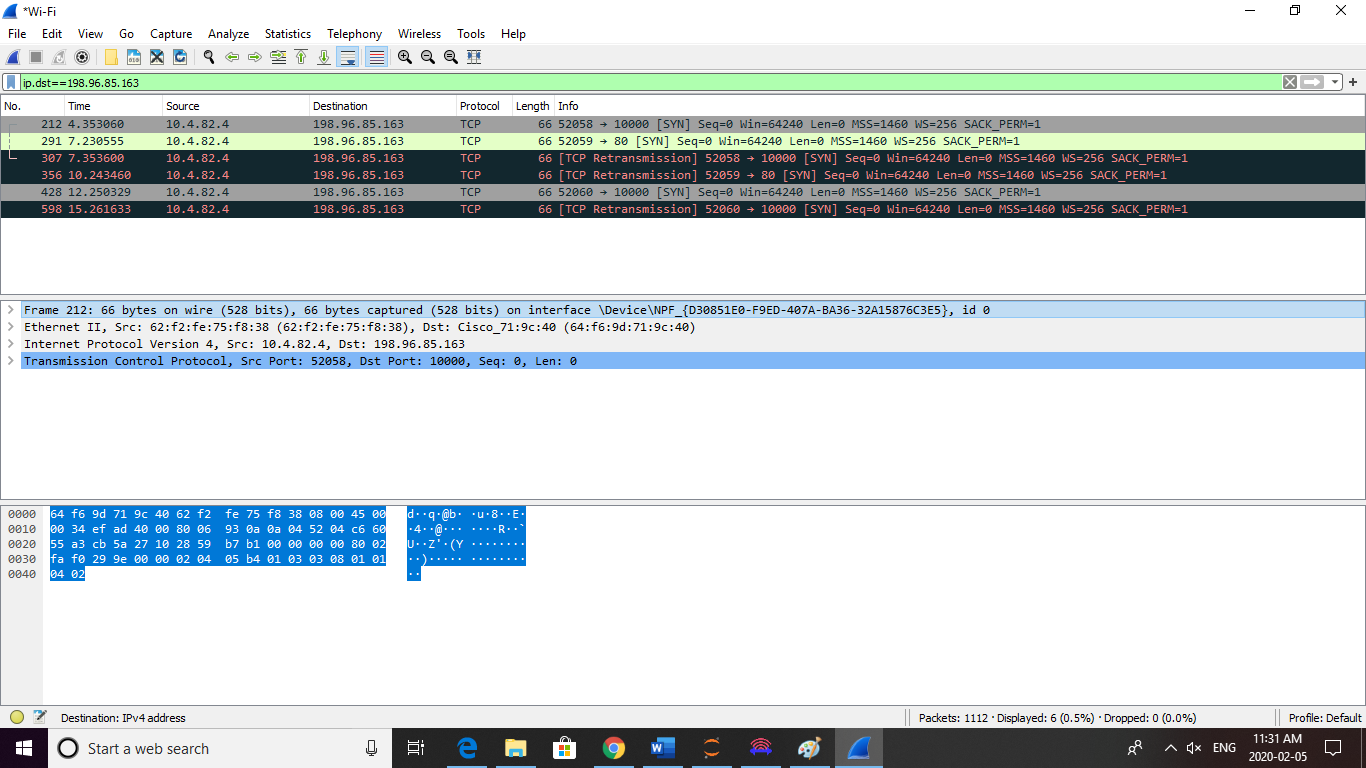 *Wi-Fi
File Edit View Go Capture Analyze Statistics Telephony Wireless Tools Help
ip.dst==198.96.85.163
No. Time Source Destination Protocol Length Info
212 4.353060 10.4.82.4 198.96.85.163 TCP 66 52058 → 10000 [SYN] Seq=0 Win=64240 Len=0 MSS=1460 WS=256 SACK_PERM=1
291 7.230555 10.4.82.4 198.96.85.163 TCP 66 52059 → 80 [SYN] Seq=0 Win=64240 Len=0 MSS=1460 WS=256 SACK_PERM=1
307 7.353600 10.4.82.4 198.96.85.163 TCP 66 [TCP Retransmission] 52058 → 10000 [SYN] Seq=0 Win=64240 Len=0 MSS=1460 WS=256 SACK_PERM=1
356 10.243460 10.4.82.4 198.96.85.163 TCP 66 [TCP Retransmission] 52059 → 80 [SYN] Seq=0 Win=64240 Len=0 MSS=1460 WS=256 SACK_PERM=1
428 12.250329 10.4.82.4 198.96.85.163 TCP 66 52060 → 10000 [SYN] Seq=0 Win=64240 Len=0 MSS=1460 WS=256 SACK_PERM=1
598 15.261633 10.4.82.4 198.96.85.163 TCP 66 [TCP Retransmission] 52060 → 10000 [SYN] Seq=0 Win=64240 Len=0 MSS=1460 WS=256 SACK_PERM=1
Frame 212: 66 bytes on wire (528 bits), 66 bytes captured (528 bits) on interface \Device\NPF_{D30851E0-F9ED-407A-BA36-32A15876C3E5}, id 0
Ethernet II, Src: 62:f2:fe:75:f8:38 (62:f2:fe:75:f8:38), Dst: Cisco_71:9c:40 (64:f6:9d:71:9c:40)
Internet Protocol Version 4, Src: 10.4.82.4, Dst: 198.96.85.163
Transmission Control Protocol, Src Port: 52058, Dst Port: 10000, Seq: 0, Len: 0
0000 64 f6 9d 71 9c 40 62 f2 fe 75 f8 38 08 00 45 00 d··q·@b· ·u·8··E·
0010 00 34 ef ad 40 00 80 06 93 0a 0a 04 52 04 c6 60 ·4··@··· ····R··`
0020 55 a3 cb 5a 27 10 28 59 b7 b1 00 00 00 00 80 02 U··Z'·(Y ········
0030 fa f0 29 9e 00 00 02 04 05 b4 01 03 03 08 01 01 ··)····· ········
0040 04 02 ··
Destination: IPv4 address Packets: 1112 · Displayed: 6 (0.5%) · Dropped: 0 (0.0%) Profile: Default
Start a web search ENG 11:31 AM
2020-02-05